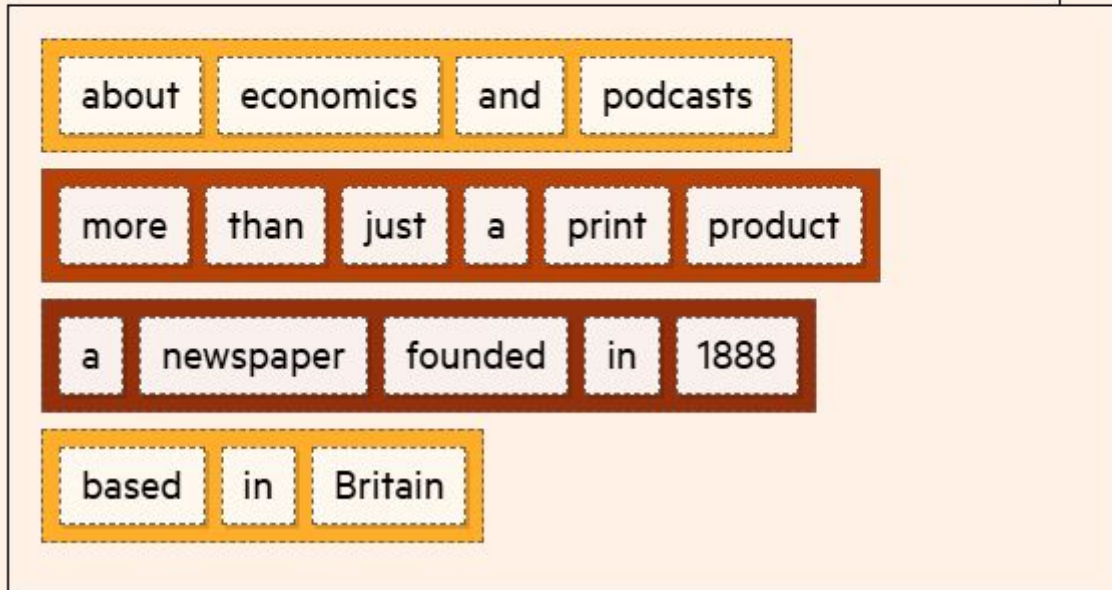 about economics and podcasts
more than just a print product
a newspaper founded in 1888
based in Britain